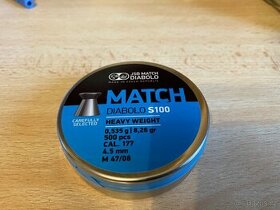 JSB MATCH
DIABOLO
MATCH
DIABOLO S100
HEAVY WEIGHT
CAREFULLY
SELECTED
0,535 g | 8,26 gr
500 pcs
CAL. 177
4.5 mm
M 47/08